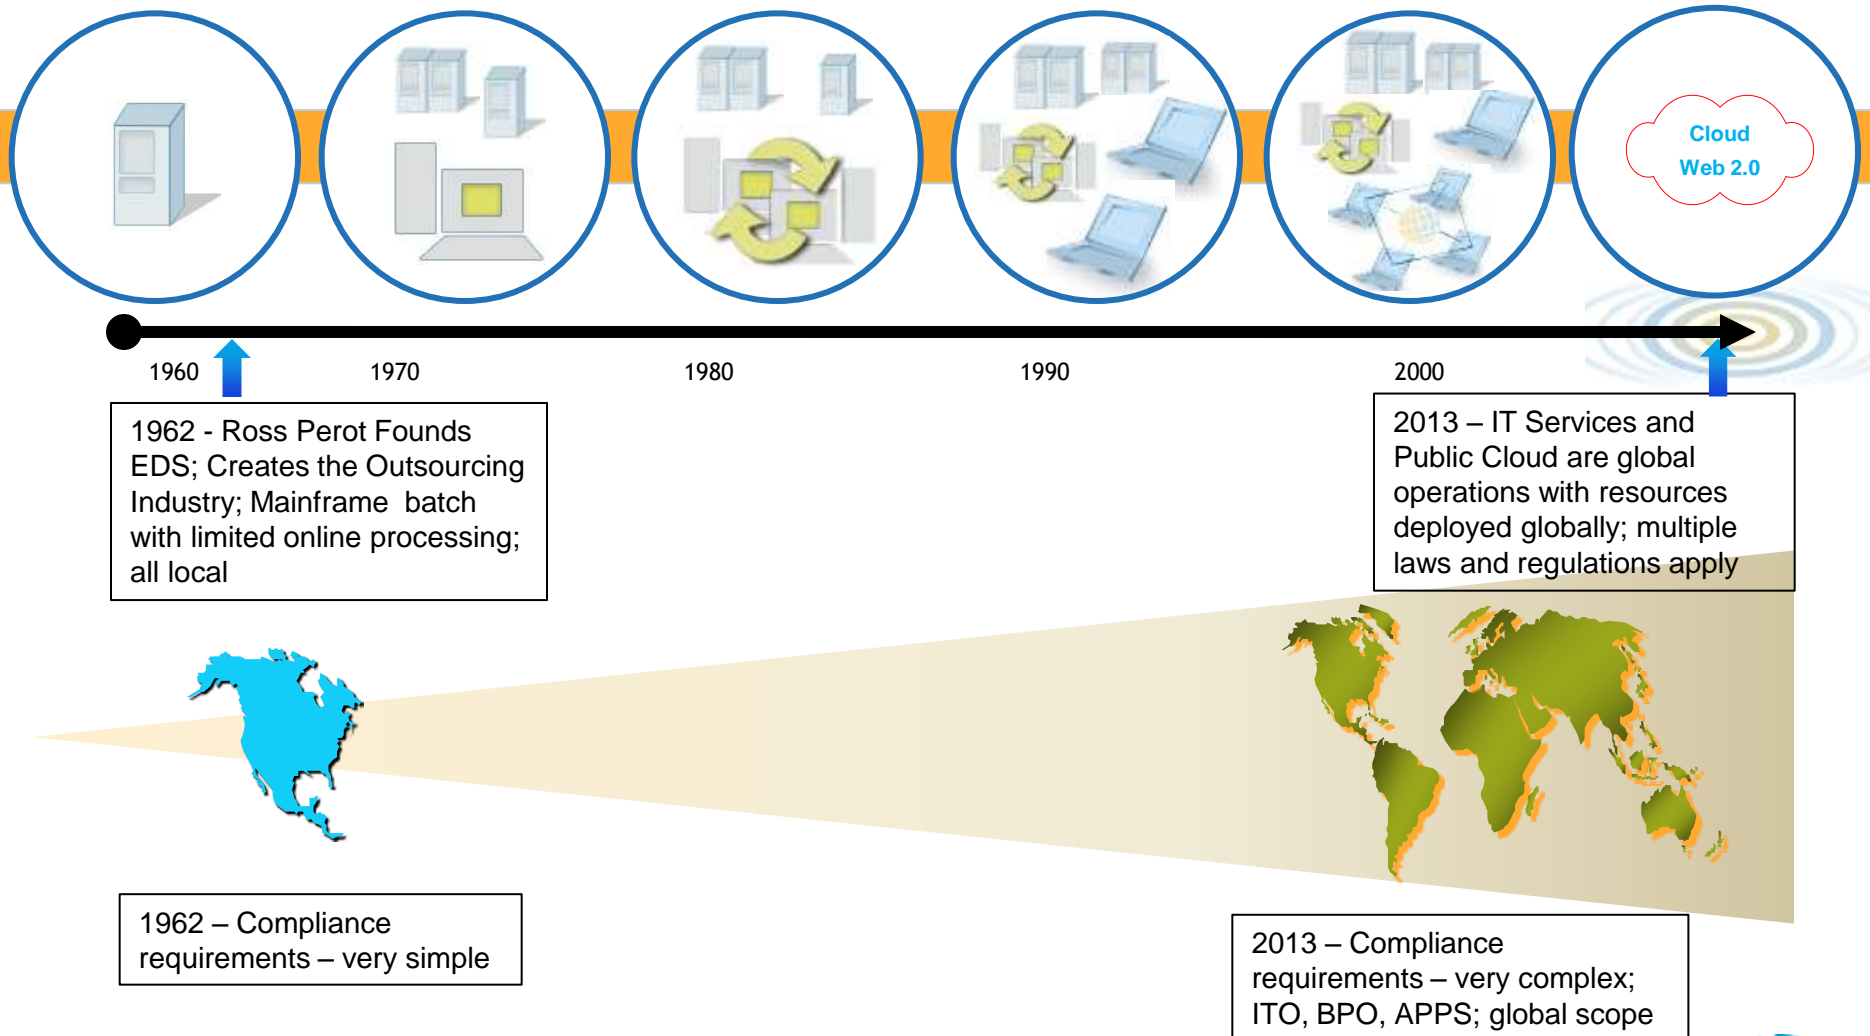 Cloud
Web 2.0
1960
1970
1980
1990
2000
1962 - Ross Perot Founds
EDS; Creates the Outsourcing
Industry; Mainframe  batch
with limited online processing;
all local
2013 – IT Services and
Public Cloud are global
operations with resources
deployed globally; multiple
laws and regulations apply
1962 – Compliance
requirements – very simple
2013 – Compliance
requirements – very complex;
ITO, BPO, APPS; global scope